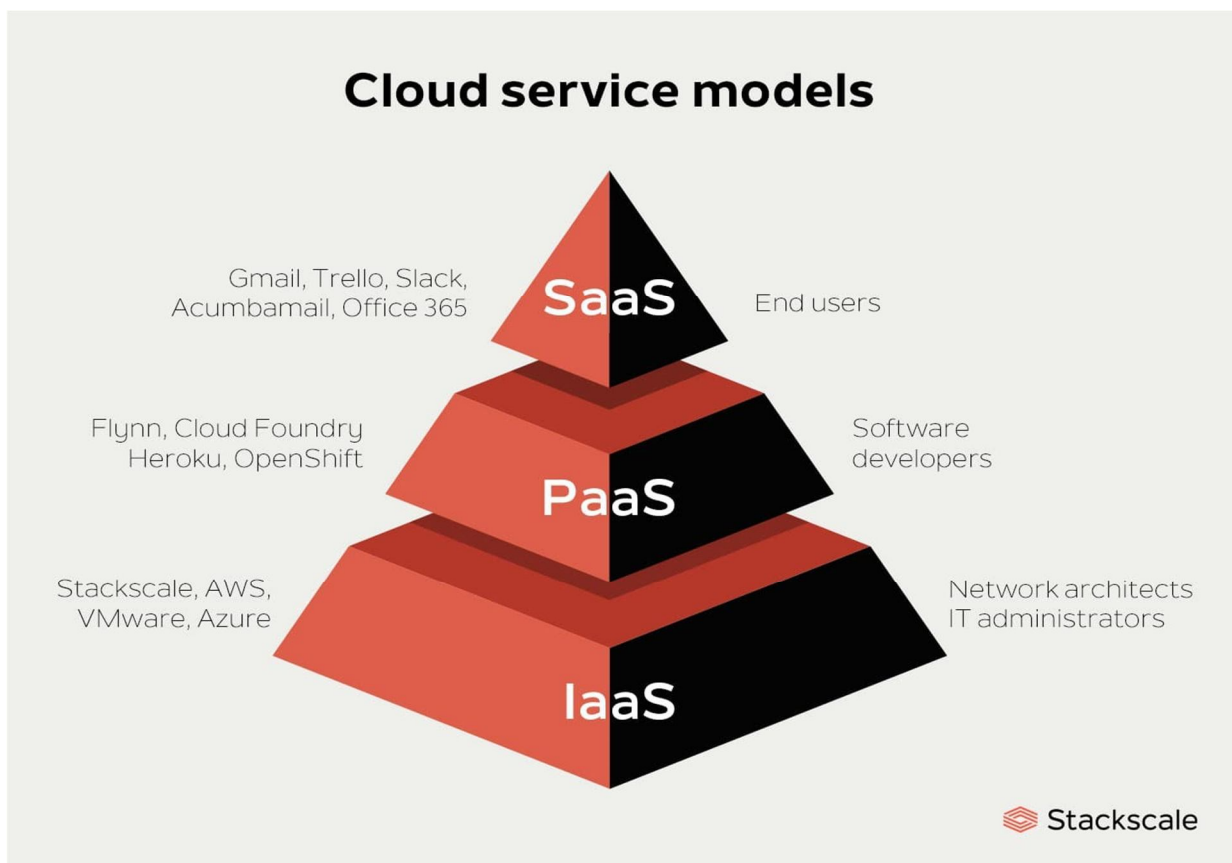 Cloud service models
Gmail, Trello, Slack,
Acumbamail, Office 365
SaaS
End users
Flynn, Cloud Foundry
Heroku, OpenShift
PaaS
Software
developers
Stackscale, AWS,
VMware, Azure
IaaS
Network architects
IT administrators
Stackscale